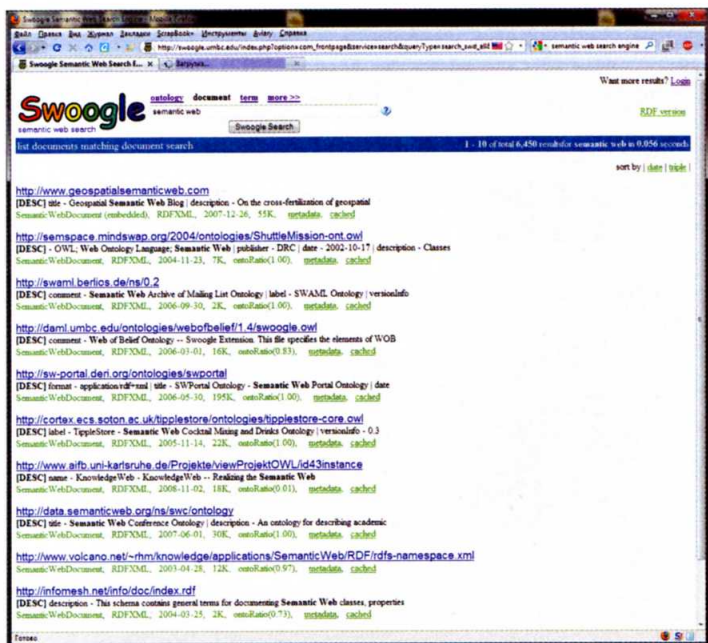 Swoogle Semantic Web Search Engine - Mozilla Firefox
Файл Правка Вид Журнал Закладки ScrapBook+ Инструменты Aviary Справка
http://swoogle.umbc.edu/index.php?option=com_frontpage&service=search&queryType=search_swd_all semantic web search engine
Swoogle Semantic Web Search E... Загрузка...
Want more results? Login
Swoogle
semantic web search
ontology document term more >>
semantic web
Swoogle Search
RDF version
list documents matching document search 1 - 10 of total 6,450 results for semantic web in 0.056 seconds
sort by | date | triple |
http://www.geospatialsemanticweb.com
[DESC] title - Geospatial Semantic Web Blog | description - On the cross-fertilization of geospatial
SemanticWebDocument (embedded), RDFXML, 2007-12-26, 55K, metadata, cached
http://semspace.mindswap.org/2004/ontologies/ShuttleMission-ont.owl
[DESC] - OWL; Web Ontology Language; Semantic Web | publisher - DRC | date - 2002-10-17 | description - Classes
SemanticWebDocument, RDFXML, 2004-11-23, 7K, ontoRatio(1.00), metadata, cached
http://swaml.berlios.de/ns/0.2
[DESC] comment - Semantic Web Archive of Mailing List Ontology | label - SWAML Ontology | versionInfo
SemanticWebDocument, RDFXML, 2006-09-30, 2K, ontoRatio(1.00), metadata, cached
http://daml.umbc.edu/ontologies/webofbelief/1.4/swoogle.owl
[DESC] comment - Web of Belief Ontology -- Swoogle Extension. This file specifies the elements of WOB
SemanticWebDocument, RDFXML, 2006-03-01, 16K, ontoRatio(0.83), metadata, cached
http://sw-portal.deri.org/ontologies/swportal
[DESC] format - application/rdf+xml | title - SWPortal Ontology - Semantic Web Portal Ontology | date
SemanticWebDocument, RDFXML, 2006-05-30, 195K, ontoRatio(1.00), metadata, cached
http://cortex.ecs.soton.ac.uk/tipplestore/ontologies/tipplestore-core.owl
[DESC] label - TippleStore - Semantic Web Cocktail Mixing and Drinks Ontology | versionInfo - 0.3
SemanticWebDocument, RDFXML, 2005-11-14, 22K, ontoRatio(1.00), metadata, cached
http://www.aifb.uni-karlsruhe.de/Projekte/viewProjektOWL/id43instance
[DESC] name - KnowledgeWeb - KnowledgeWeb -- Realizing the Semantic Web
SemanticWebDocument, RDFXML, 2008-11-02, 18K, ontoRatio(0.01), metadata, cached
http://data.semanticweb.org/ns/swc/ontology
[DESC] title - Semantic Web Conference Ontology | description - An ontology for describing academic
SemanticWebDocument, RDFXML, 2007-06-01, 30K, ontoRatio(1.00), metadata, cached
http://www.volcano.net/~rhm/knowledge/applications/SemanticWeb/RDF/rdfs-namespace.xml
SemanticWebDocument, RDFXML, 2003-04-28, 12K, ontoRatio(0.97), metadata, cached
http://infomesh.net/info/doc/index.rdf
[DESC] description - This schema contains general terms for documenting Semantic Web classes, properties
SemanticWebDocument, RDFXML, 2004-03-25, 2K, ontoRatio(0.73), metadata, cached
Готово